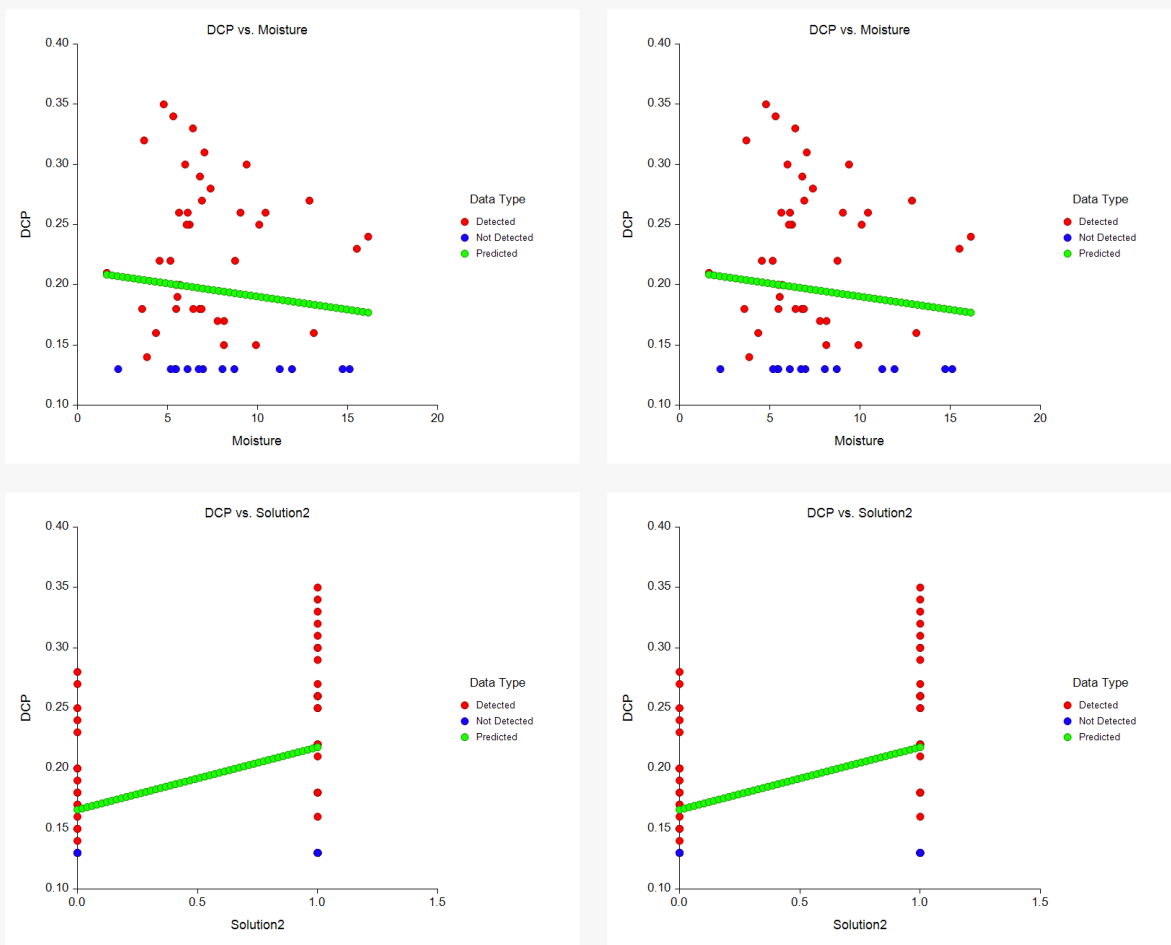 DCP vs. Moisture
0.40
0.35
0.30
0.25
0.20
0.15
0.10
DCP
0 5 10 15 20
Moisture
Data Type
Detected
Not Detected
Predicted
DCP vs. Moisture
0.40
0.35
0.30
0.25
0.20
0.15
0.10
DCP
0 5 10 15 20
Moisture
Data Type
Detected
Not Detected
Predicted
DCP vs. Solution2
0.40
0.35
0.30
0.25
0.20
0.15
0.10
DCP
0.0 0.5 1.0 1.5
Solution2
Data Type
Detected
Not Detected
Predicted
DCP vs. Solution2
0.40
0.35
0.30
0.25
0.20
0.15
0.10
DCP
0.0 0.5 1.0 1.5
Solution2
Data Type
Detected
Not Detected
Predicted